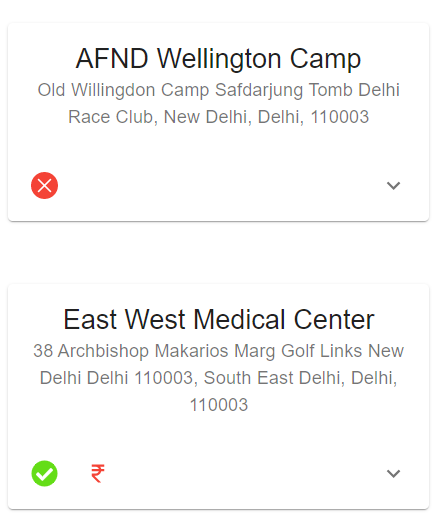 AFND Wellington Camp
Old Willingdon Camp Safdarjung Tomb Delhi
Race Club, New Delhi, Delhi, 110003
East West Medical Center
38 Archbishop Makarios Marg Golf Links New
Delhi Delhi 110003, South East Delhi, Delhi,
110003
₹